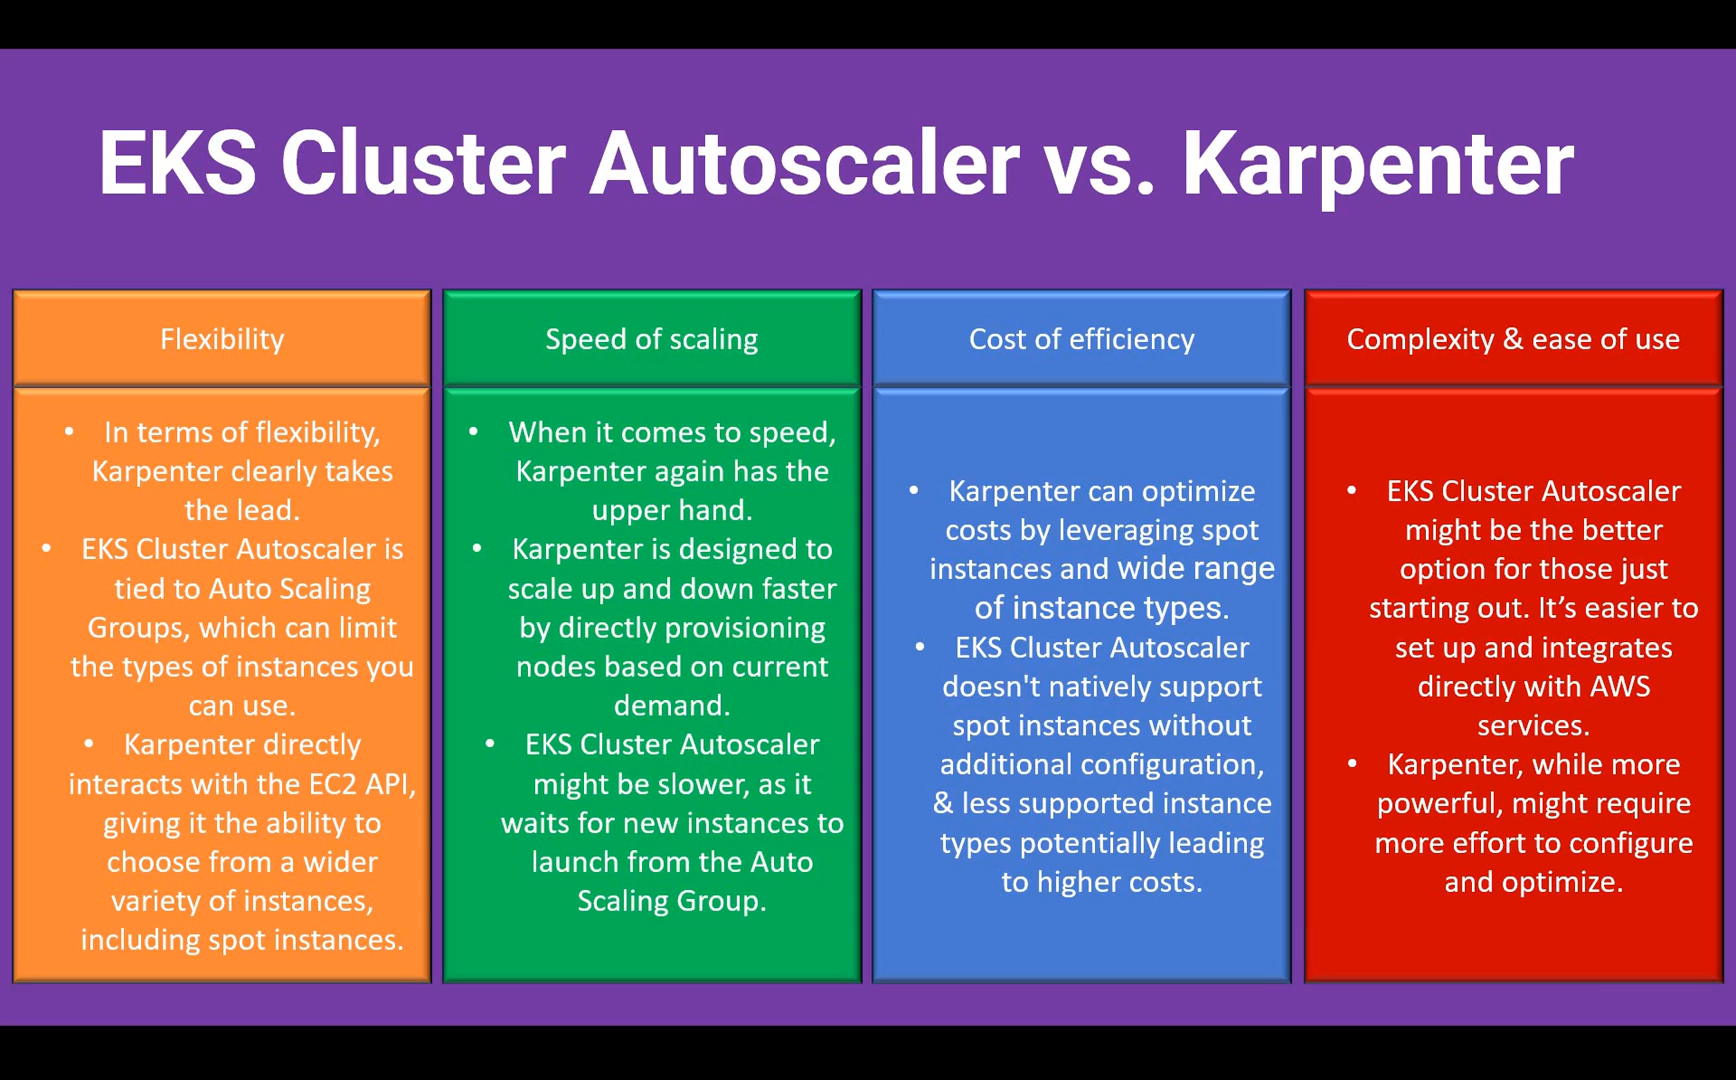 EKS Cluster Autoscaler vs. Karpenter
Flexibility
• In terms of flexibility,
Karpenter clearly takes
the lead.
• EKS Cluster Autoscaler is
tied to Auto Scaling
Groups, which can limit
the types of instances you
can use.
• Karpenter directly
interacts with the EC2 API,
giving it the ability to
choose from a wider
variety of instances,
including spot instances.
Speed of scaling
• When it comes to speed,
Karpenter again has the
upper hand.
• Karpenter is designed to
scale up and down faster
by directly provisioning
nodes based on current
demand.
• EKS Cluster Autoscaler
might be slower, as it
waits for new instances to
launch from the Auto
Scaling Group.
Cost of efficiency
• Karpenter can optimize
costs by leveraging spot
instances and wide range
of instance types.
• EKS Cluster Autoscaler
doesn't natively support
spot instances without
additional configuration,
& less supported instance
types potentially leading
to higher costs.
Complexity & ease of use
• EKS Cluster Autoscaler
might be the better
option for those just
starting out. It’s easier to
set up and integrates
directly with AWS
services.
• Karpenter, while more
powerful, might require
more effort to configure
and optimize.